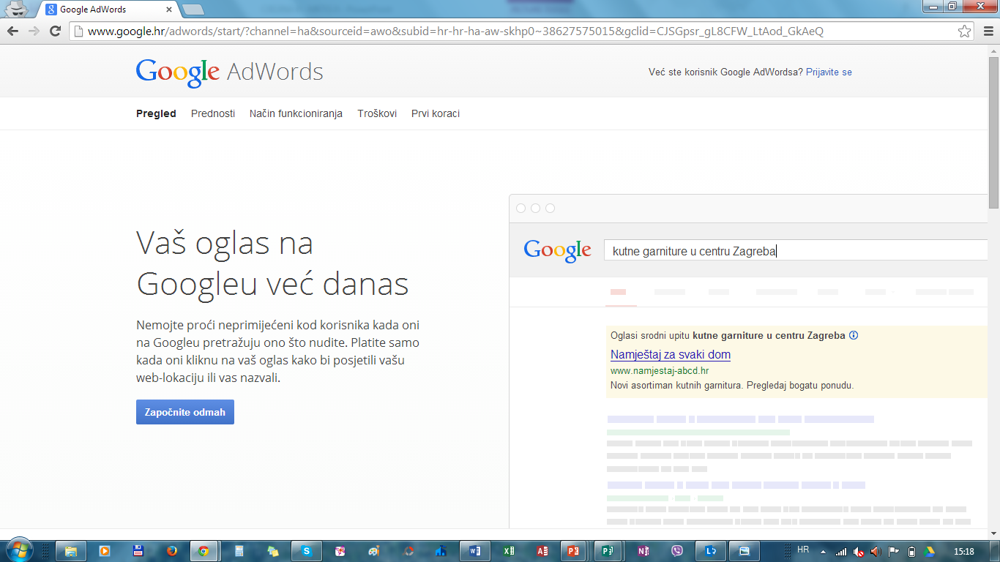 Google AdWords
www.google.hr/adwords/start/?channel=ha&sourceid=awo&subid=hr-hr-ha-aw-skhp0~38627575015&gclid=CJSGpsr_gL8CFW_LtAod_GkAeQ
Google AdWords
Već ste korisnik Google AdWordsa? Prijavite se
Pregled Prednosti Način funkcioniranja Troškovi Prvi koraci
Vaš oglas na
Googleu već danas
Nemojte proći neprimijećeni kod korisnika kada oni
na Googleu pretražuju ono što nudite. Platite samo
kada oni kliknu na vaš oglas kako bi posjetili vašu
web-lokaciju ili vas nazvali.
Započnite odmah
Google
kutne garniture u centru Zagreba
Oglasi srodni upitu kutne garniture u centru Zagreba
Namještaj za svaki dom
www.namjestaj-abcd.hr
Novi asortiman kutnih garnitura. Pregledaj bogatu ponudu.
HR
15:18